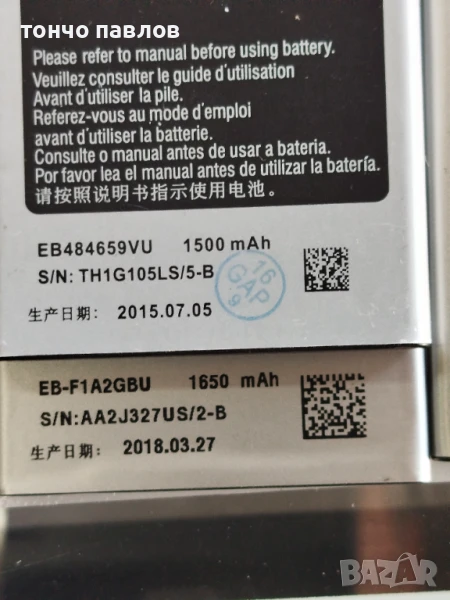 тончо павлов
Please refer to manual before using battery.
Veuillez consulter le guide d'utilisation
Avant d'utiliser la pile.
Referez-vous au mode d'emploi
avant d'utiliser la batterie.
Consulte o manual antes de usar a bateria.
Por favor lea el manual antes de utilizar la batería.
请按照说明书指示使用电池。
EB484659VU 1500 mAh
S/N: TH1G105LS/5-B
16
GAP
9
生产日期: 2015.07.05
EB-F1A2GBU 1650 mAh
S/N:AA2J327US/2-B
生产日期: 2018.03.27
BAZAR